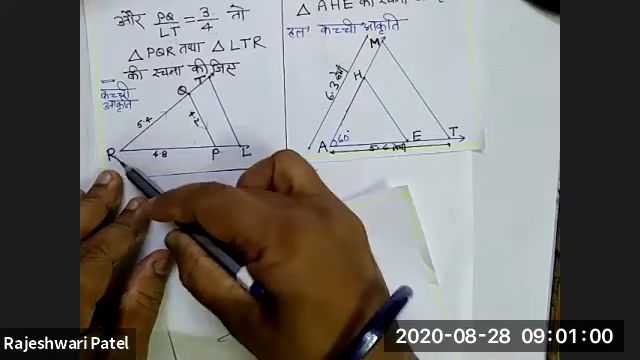 और PQ/LT = 3/4 तो
△ PQR तथा △ LTR
की रचना कीजिए
कच्ची
आकृति
T
Q
5.4
R
4.8
P
L
△ AHE की रचना
हल: कच्ची आकृति
M
H
6.3 सेमी
A
60°
E
T
Rajeshwari Patel
2020-08-28 09:01:00